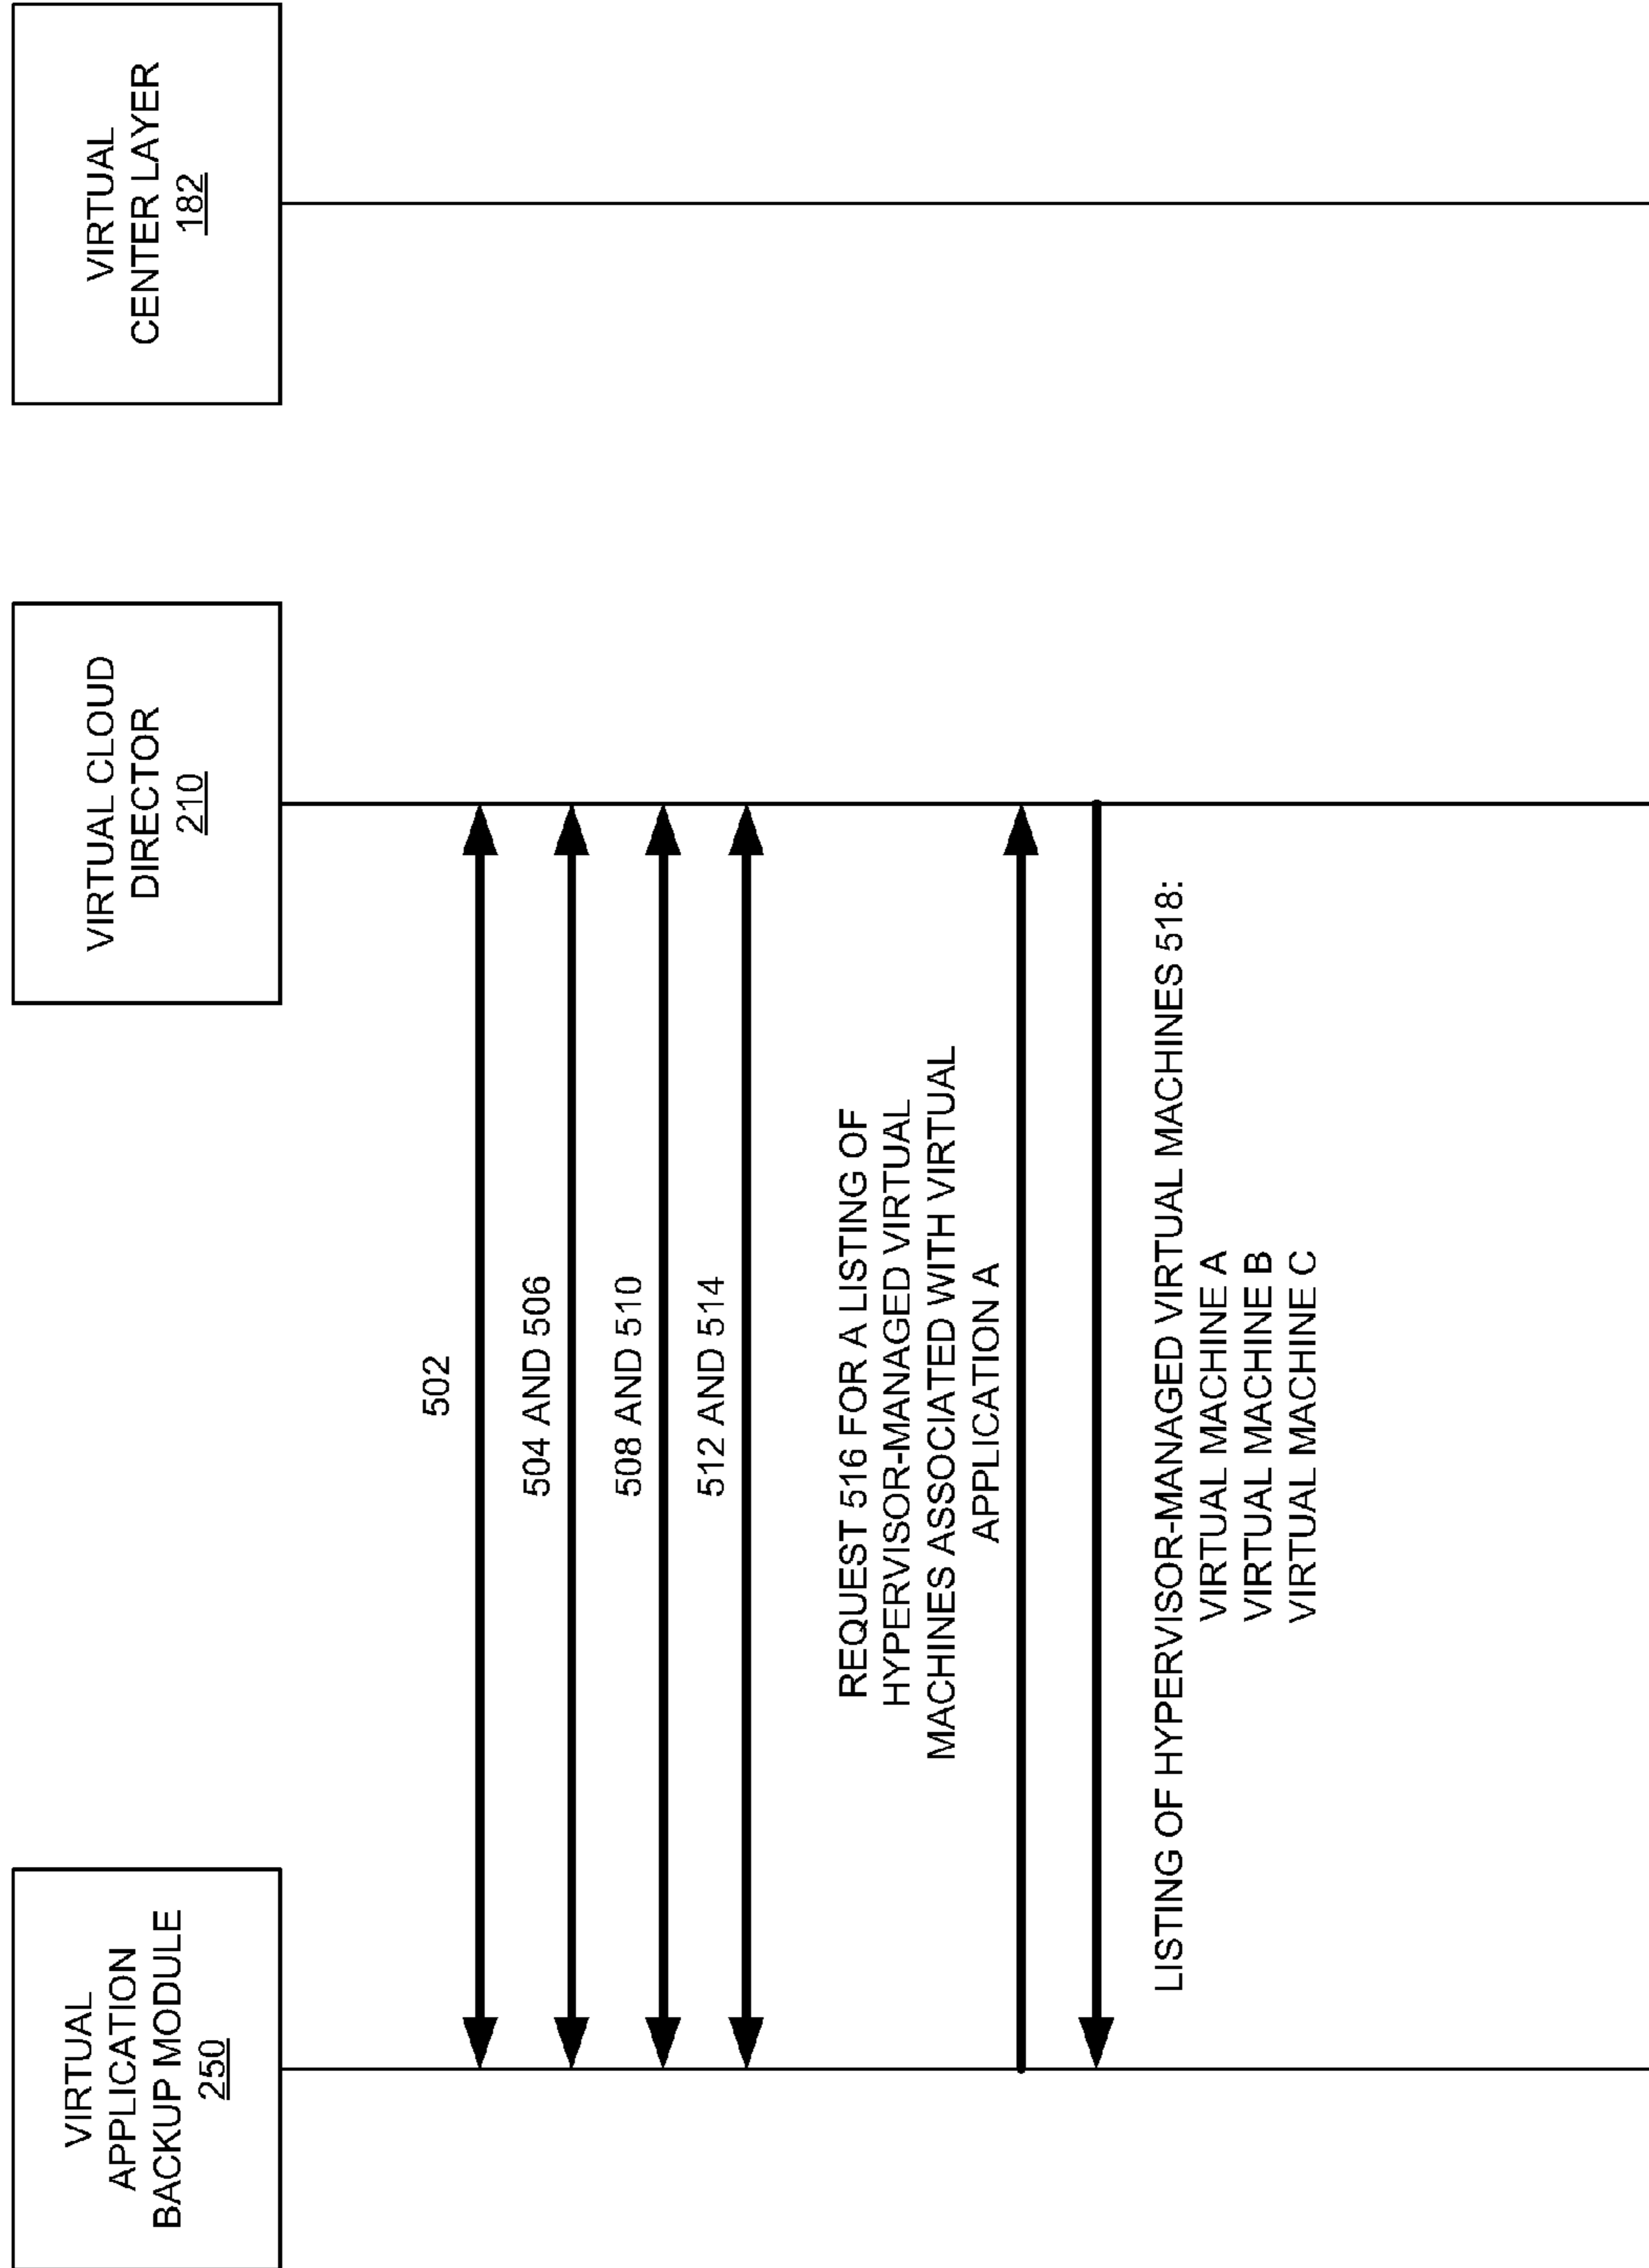 VIRTUAL
APPLICATION
BACKUP MODULE
250
VIRTUAL CLOUD
DIRECTOR
210
VIRTUAL
CENTER LAYER
182
502
504 AND 506
508 AND 510
512 AND 514
REQUEST 516 FOR A LISTING OF
HYPERVISOR-MANAGED VIRTUAL
MACHINES ASSOCIATED WITH VIRTUAL
APPLICATION A
LISTING OF HYPERVISOR-MANAGED VIRTUAL MACHINES 518:
VIRTUAL MACHINE A
VIRTUAL MACHINE B
VIRTUAL MACHINE C